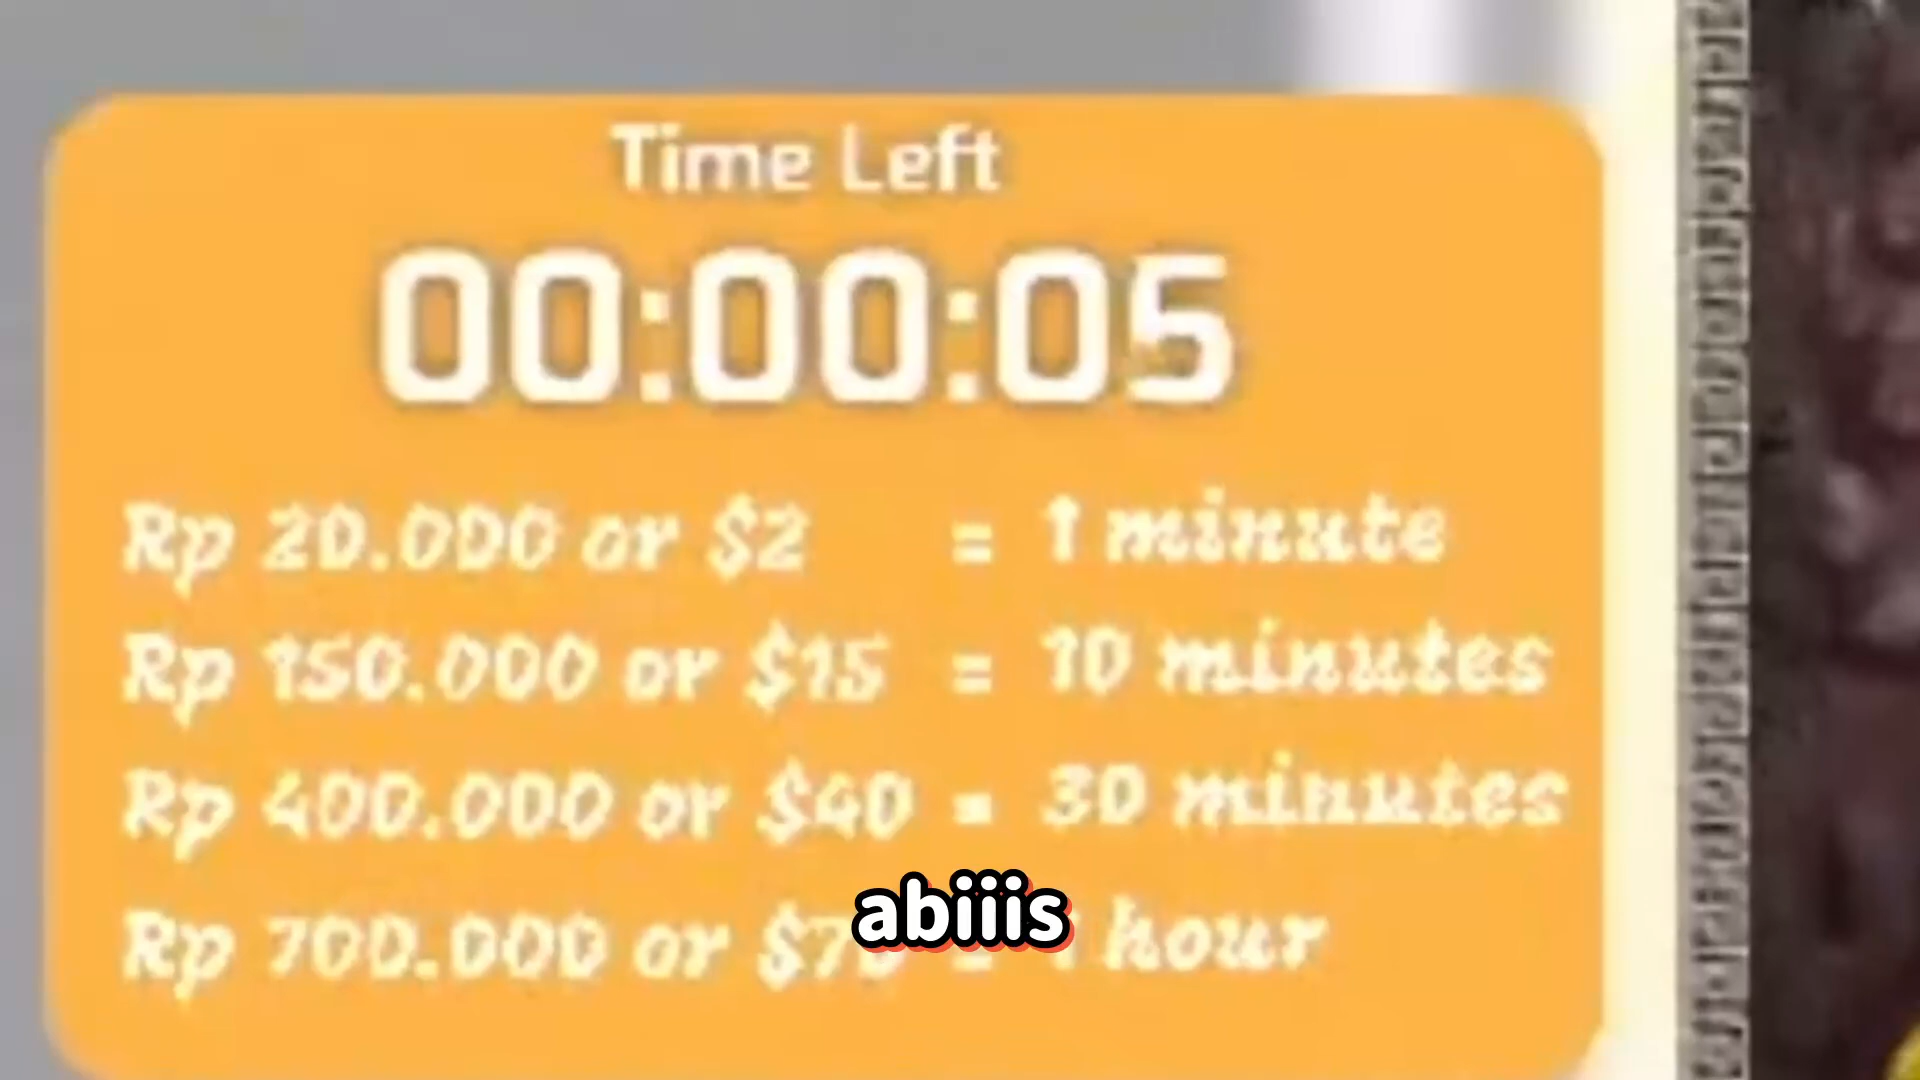 Time Left
00:00:05
Rp 20.000 or $2 = 1 minute
Rp 150.000 or $15 = 10 minutes
Rp 400.000 or $40 = 30 minutes
Rp 700.000 or = 1 hour
abiiis